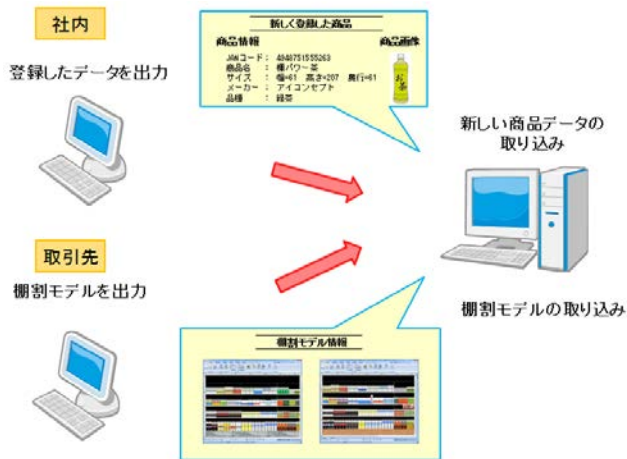 社内
登録したデータを出力
新しく登録した商品
商品情報
商品画像
JANコード： 4948751555263
商品名 ： 棚パワー茶
サイズ ： 幅=61 高さ=287 奥行=61
メーカー ： アイコンセプト
品種 ： 緑茶
お茶
新しい商品データの
取り込み
取引先
棚割モデルを出力
棚割モデルの取り込み
棚割モデル情報